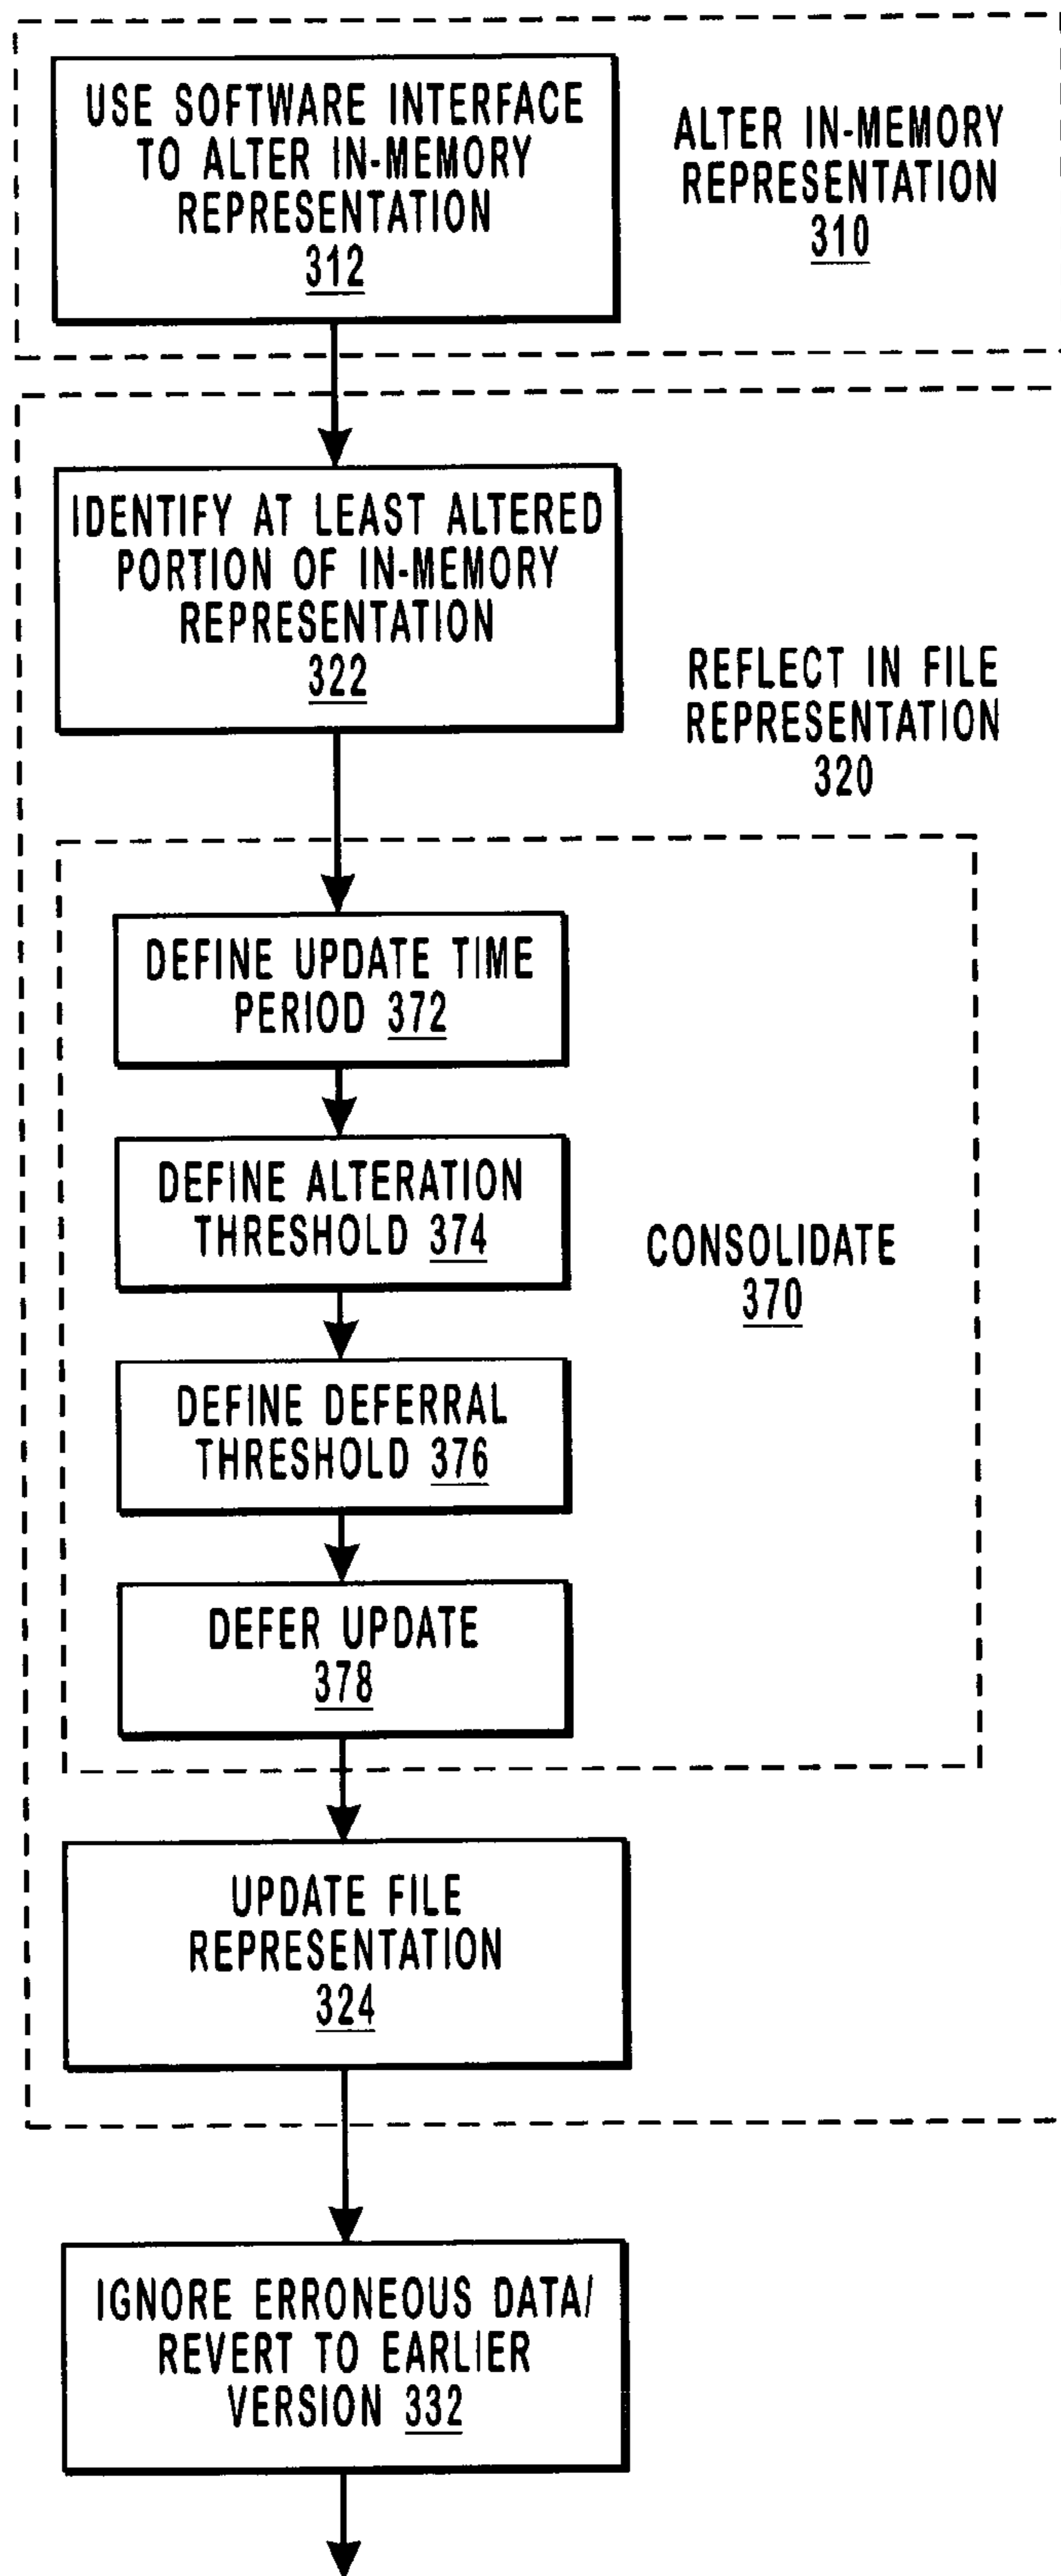 USE SOFTWARE INTERFACE
TO ALTER IN-MEMORY
REPRESENTATION
312
ALTER IN-MEMORY
REPRESENTATION
310
IDENTIFY AT LEAST ALTERED
PORTION OF IN-MEMORY
REPRESENTATION
322
REFLECT IN FILE
REPRESENTATION
320
DEFINE UPDATE TIME
PERIOD 372
DEFINE ALTERATION
THRESHOLD 374
CONSOLIDATE
370
DEFINE DEFERRAL
THRESHOLD 376
DEFER UPDATE
378
UPDATE FILE
REPRESENTATION
324
IGNORE ERRONEOUS DATA/
REVERT TO EARLIER
VERSION 332